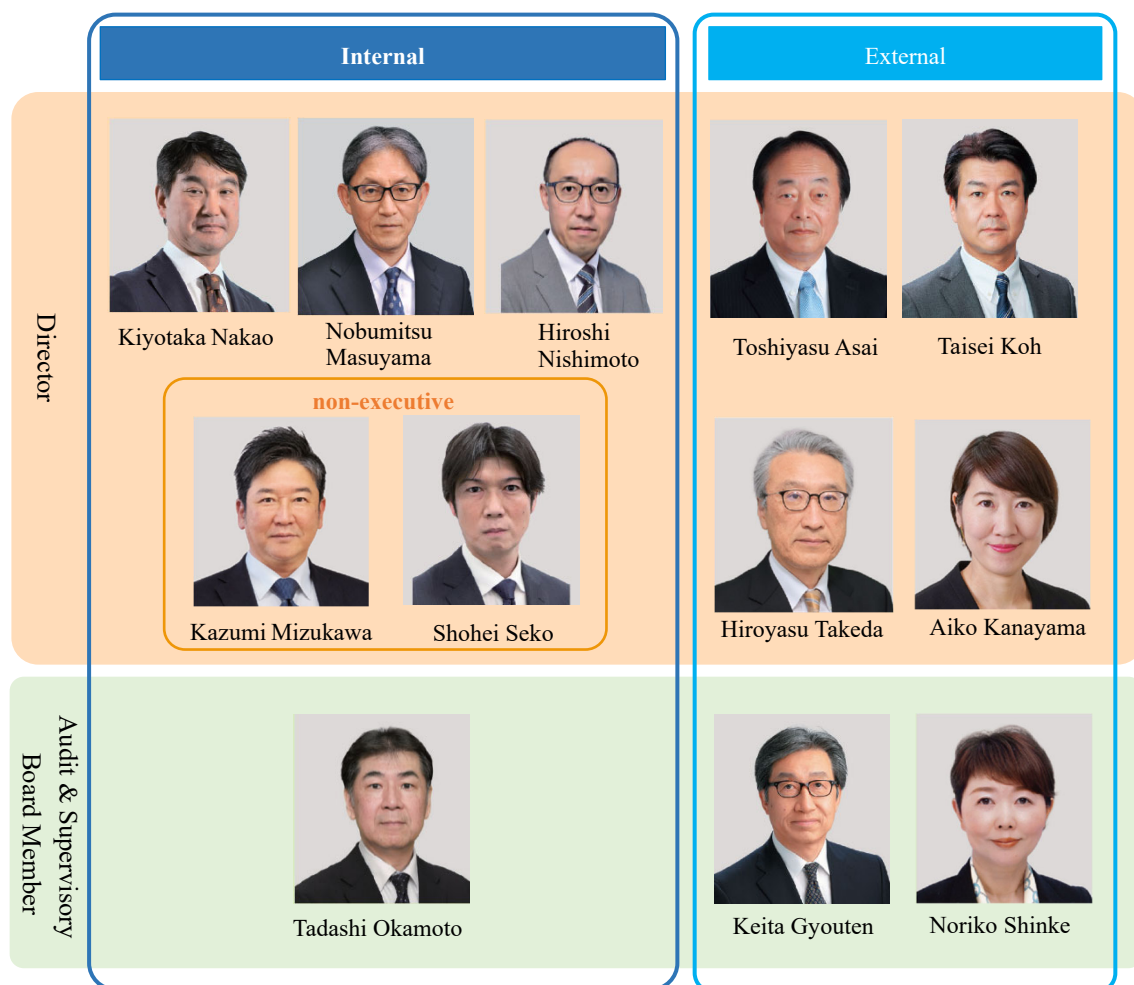 Internal
External
Director
Kiyotaka Nakao
Nobumitsu
Masuyama
Hiroshi
Nishimoto
Toshiyasu Asai
Taisei Koh
non-executive
Kazumi Mizukawa
Shohei Seko
Hiroyasu Takeda
Aiko Kanayama
Audit & Supervisory
Board Member
Tadashi Okamoto
Keita Gyouten
Noriko Shinke